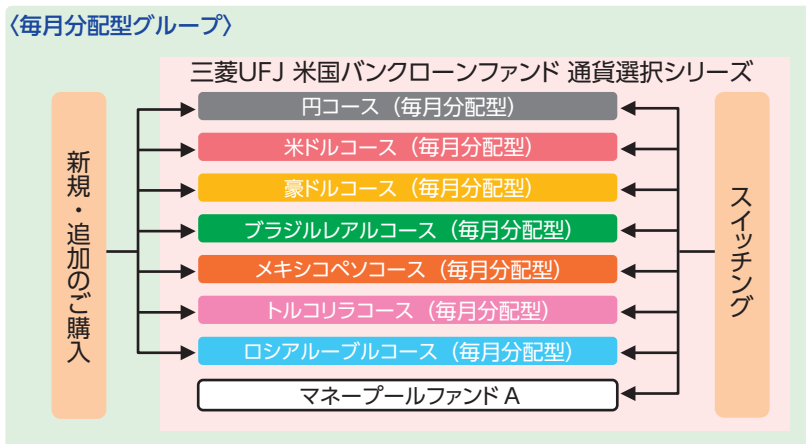 〈毎月分配型グループ〉
三菱UFJ 米国バンクローンファンド 通貨選択シリーズ
新規・追加のご購入
円コース（毎月分配型）
米ドルコース（毎月分配型）
豪ドルコース（毎月分配型）
ブラジルレアルコース（毎月分配型）
メキシコペソコース（毎月分配型）
トルコリラコース（毎月分配型）
ロシアルーブルコース（毎月分配型）
マネープールファンド A
スイッチング